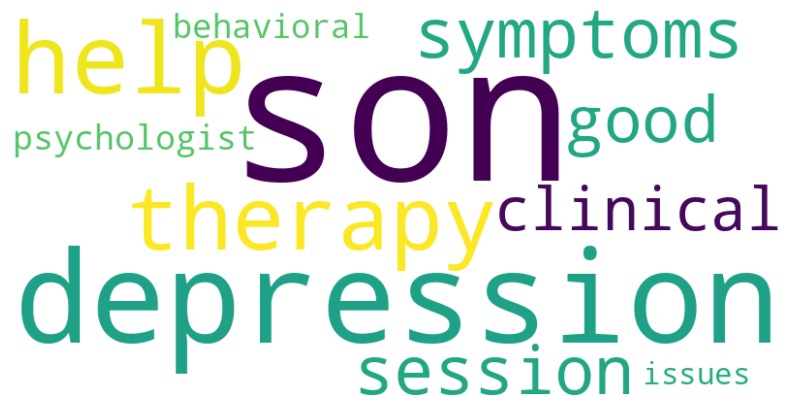 behavioral
help
symptoms
son
good
psychologist
therapy
clinical
depression
session
issues